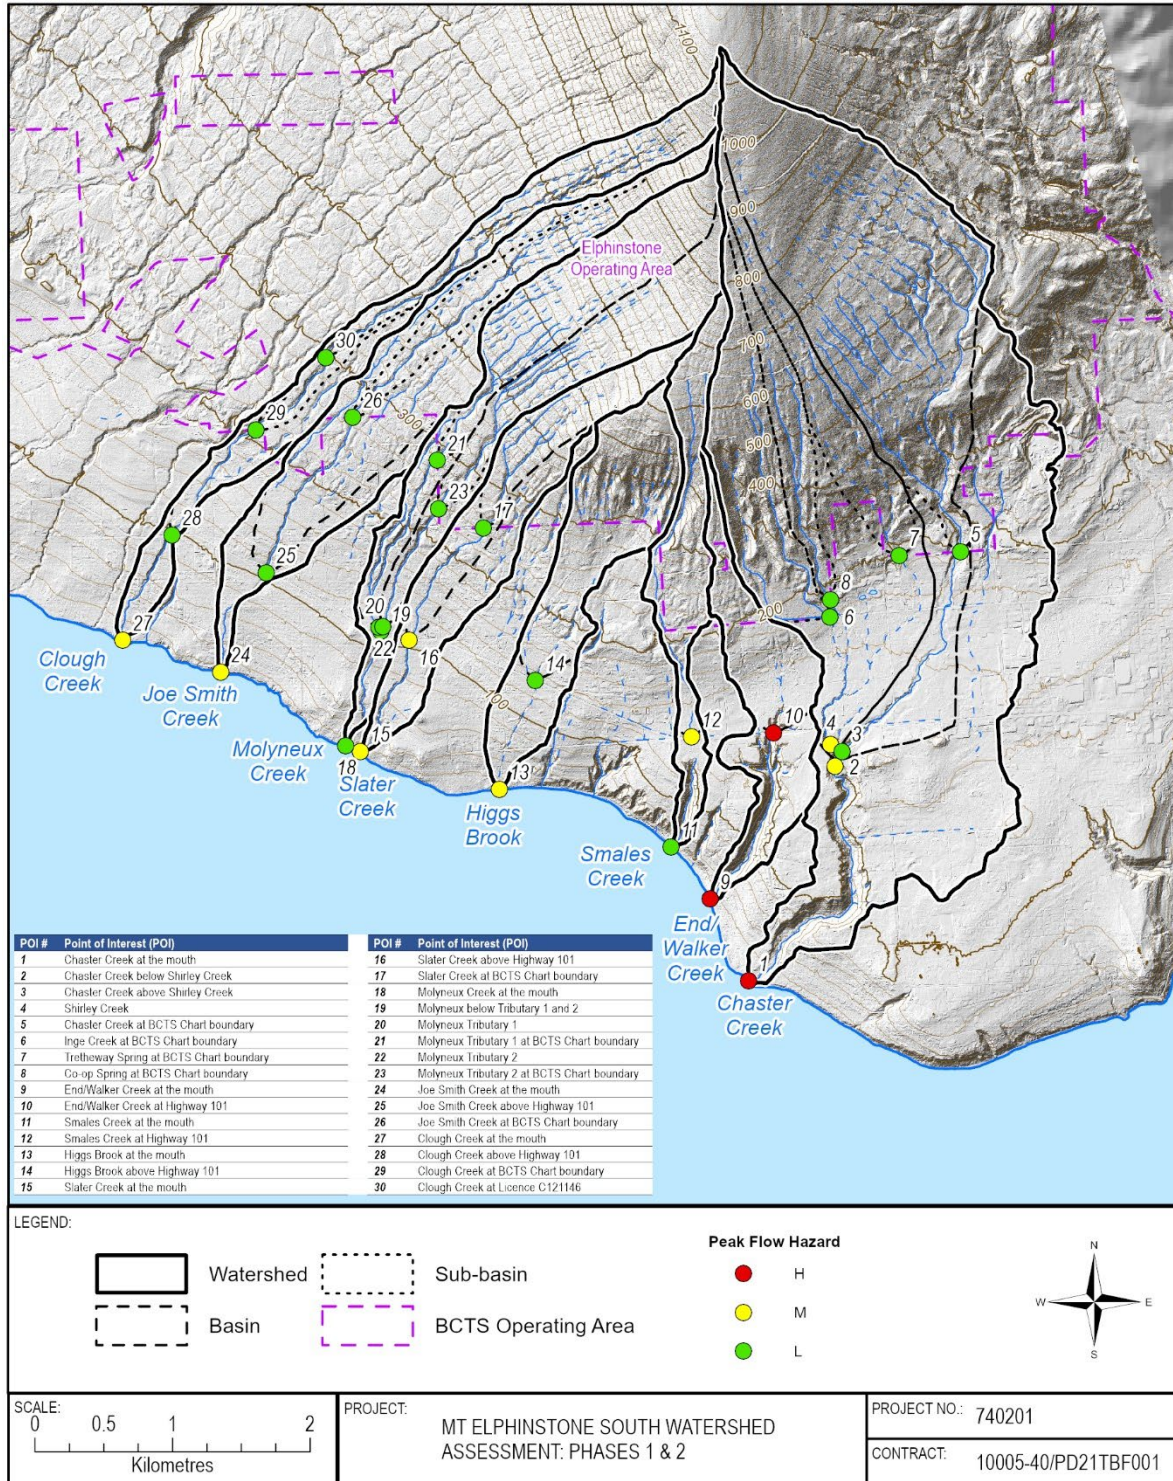 1100
1000
900
800
700
600
500
400
300
200
100
Elphinstone
Operating Area
30
29
26
21
23
17
28
25
20
19
22
16
27
24
14
12
10
4
3
2
5
7
8
6
15
18
13
11
9
1
Clough
Creek
Joe Smith
Creek
Molyneux
Creek
Slater
Creek
Higgs
Brook
Smales
Creek
End/
Walker
Creek
Chaster
Creek
POI # Point of Interest (POI)
1 Chaster Creek at the mouth
2 Chaster Creek below Shirley Creek
3 Chaster Creek above Shirley Creek
4 Shirley Creek
5 Chaster Creek at BCTS Chart boundary
6 Inge Creek at BCTS Chart boundary
7 Tretheway Spring at BCTS Chart boundary
8 Co-op Spring at BCTS Chart boundary
9 End/Walker Creek at the mouth
10 End/Walker Creek at Highway 101
11 Smales Creek at the mouth
12 Smales Creek at Highway 101
13 Higgs Brook at the mouth
14 Higgs Brook above Highway 101
15 Slater Creek at the mouth
POI # Point of Interest (POI)
16 Slater Creek above Highway 101
17 Slater Creek at BCTS Chart boundary
18 Molyneux Creek at the mouth
19 Molyneux below Tributary 1 and 2
20 Molyneux Tributary 1
21 Molyneux Tributary 1 at BCTS Chart boundary
22 Molyneux Tributary 2
23 Molyneux Tributary 2 at BCTS Chart boundary
24 Joe Smith Creek at the mouth
25 Joe Smith Creek above Highway 101
26 Joe Smith Creek at BCTS Chart boundary
27 Clough Creek at the mouth
28 Clough Creek above Highway 101
29 Clough Creek at BCTS Chart boundary
30 Clough Creek at Licence C121146
LEGEND:
Watershed
Basin
Sub-basin
BCTS Operating Area
Peak Flow Hazard
H
M
L
N
W E
S
SCALE:
0 0.5 1 2
Kilometres
PROJECT:
MT ELPHINSTONE SOUTH WATERSHED
ASSESSMENT: PHASES 1 & 2
PROJECT NO.: 740201
CONTRACT: 10005-40/PD21TBF001